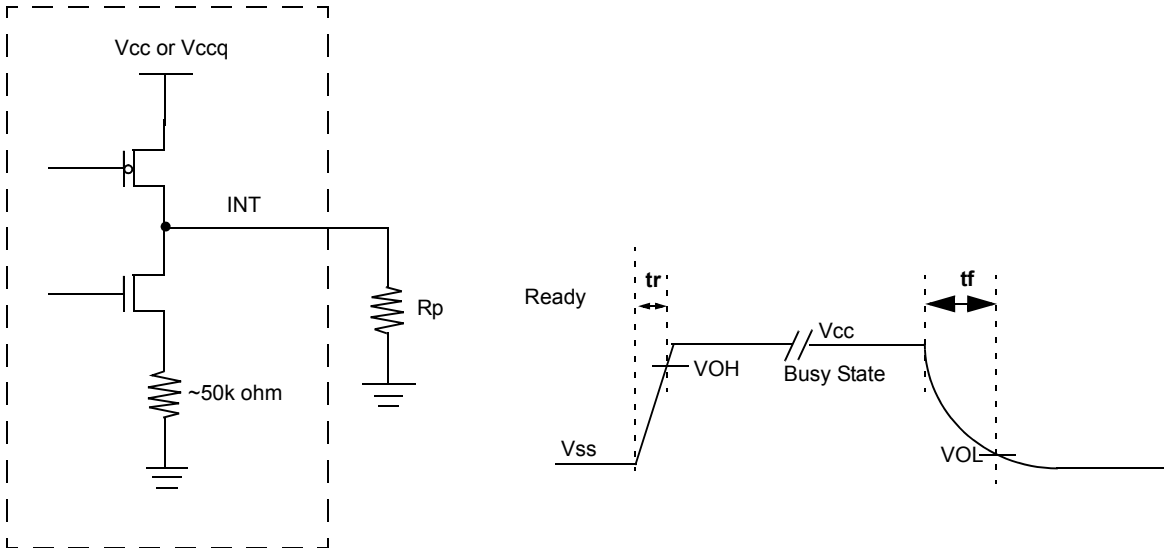 Vcc or Vccq
INT
Rp
~50k ohm
Ready
tr
tf
Vcc
VOH
Busy State
Vss
VOL